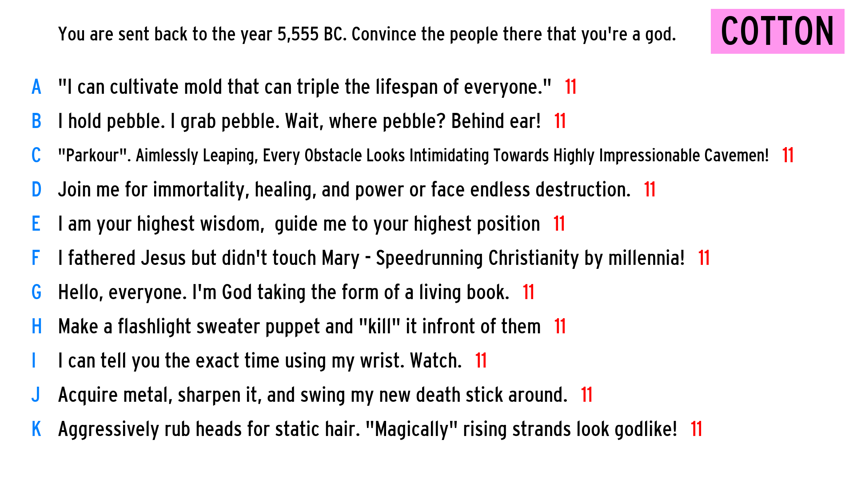 You are sent back to the year 5,555 BC. Convince the people there that you're a god.
COTTON
A "I can cultivate mold that can triple the lifespan of everyone." 11
B I hold pebble. I grab pebble. Wait, where pebble? Behind ear! 11
C "Parkour". Aimlessly Leaping, Every Obstacle Looks Intimidating Towards Highly Impressionable Cavemen! 11
D Join me for immortality, healing, and power or face endless destruction. 11
E I am your highest wisdom,  guide me to your highest position 11
F I fathered Jesus but didn't touch Mary - Speedrunning Christianity by millennia! 11
G Hello, everyone. I'm God taking the form of a living book. 11
H Make a flashlight sweater puppet and "kill" it infront of them 11
I I can tell you the exact time using my wrist. Watch. 11
J Acquire metal, sharpen it, and swing my new death stick around. 11
K Aggressively rub heads for static hair. "Magically" rising strands look godlike! 11